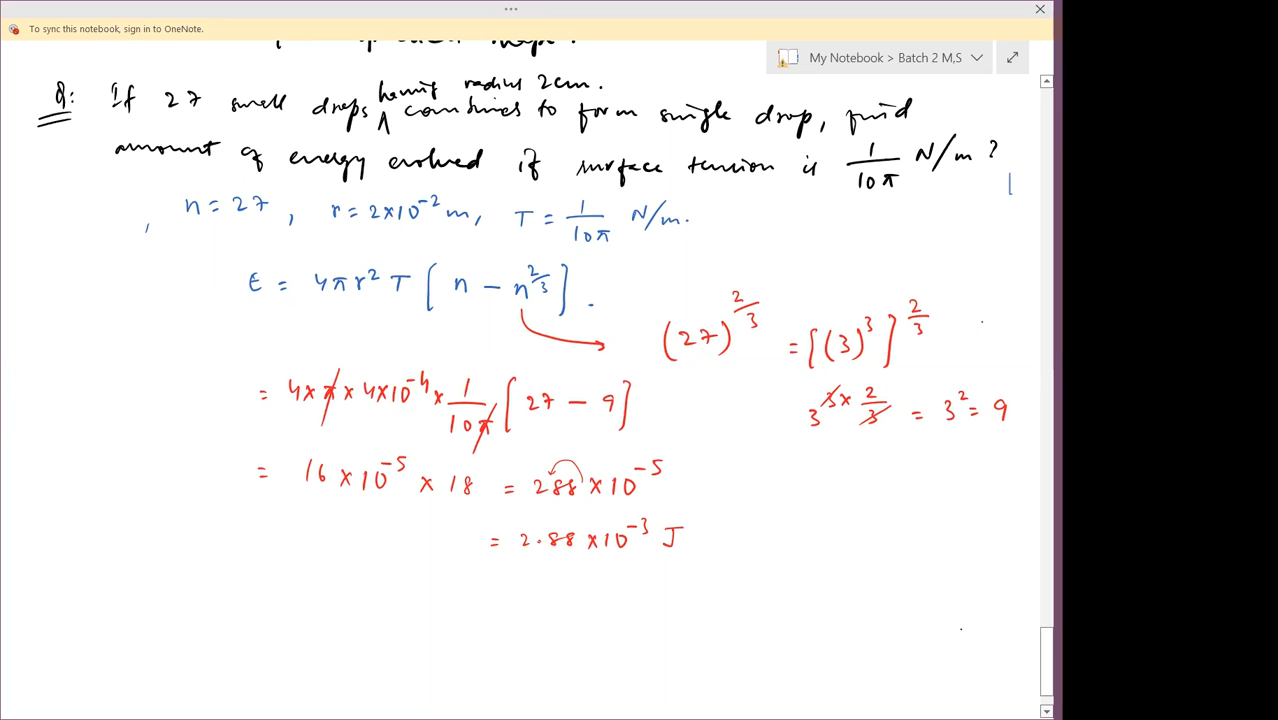 To sync this notebook, sign in to OneNote.
My Notebook > Batch 2 M,S
having radius 2cm.
Q: If 27 small drops ∧ combines to form single drop, find
amount of energy evolved if surface tension is 1/10π N/m ?
n = 27, r = 2×10⁻² m, T = 1/10π N/m.
E = 4πr² T [ n − n^2/3 ].
(27)^2/3 = [(3)³]^2/3
= 4 × π × 4×10⁻⁴ × 1/10π [ 27 − 9 ]
3^3×2/3 = 3² = 9
= 16 × 10⁻⁵ × 18 = 288 × 10⁻⁵
= 2.88 × 10⁻³ J